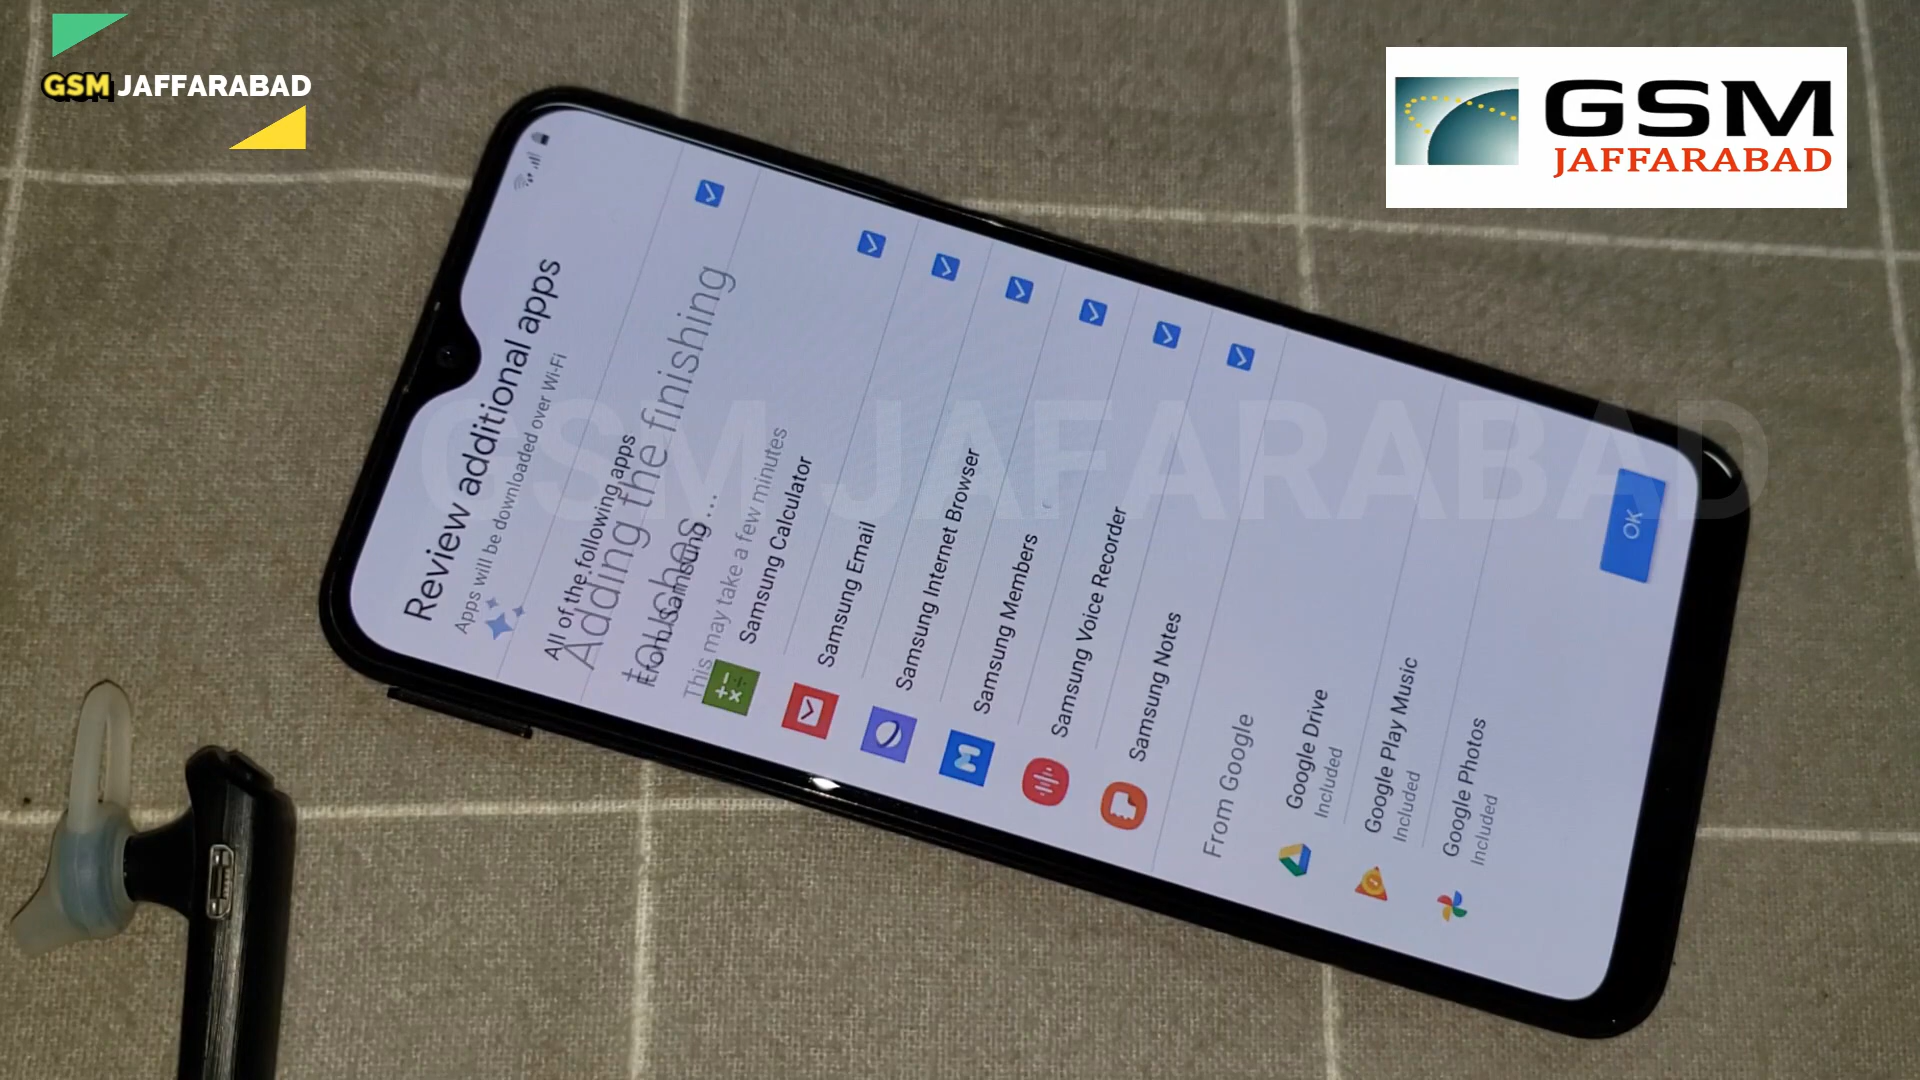 GSM JAFFARABAD
GSM
JAFFARABAD
Review additional apps
Apps will be downloaded over Wi-Fi
All of the following apps
Adding the finishing
touches...
From Samsung
This may take a few minutes
Samsung Calculator
Samsung Email
Samsung Internet Browser
Samsung Members
Samsung Voice Recorder
Samsung Notes
From Google
Google Drive
Included
Google Play Music
Included
Google Photos
Included
OK
GSM JAFARABAD